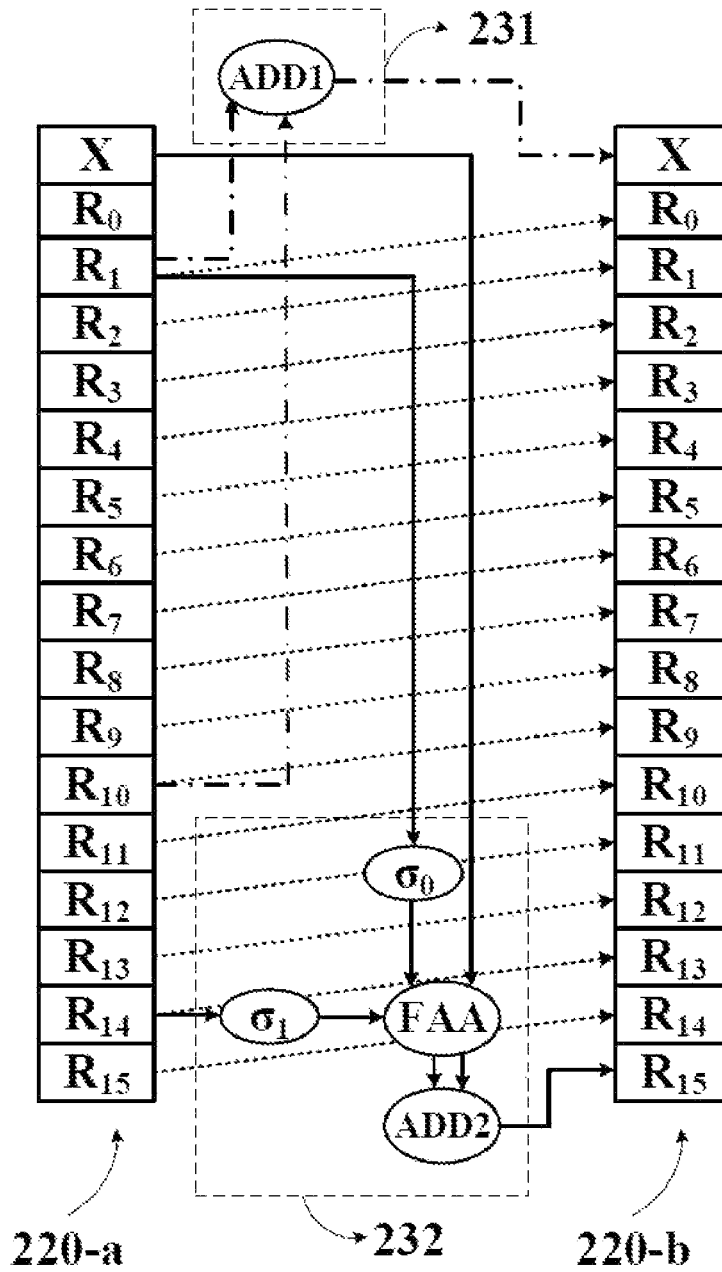 ADD1
231
X
R₀
R₁
R₂
R₃
R₄
R₅
R₆
R₇
R₈
R₉
R₁₀
R₁₁
R₁₂
R₁₃
R₁₄
R₁₅
σ₀
σ₁
FAA
ADD2
X
R₀
R₁
R₂
R₃
R₄
R₅
R₆
R₇
R₈
R₉
R₁₀
R₁₁
R₁₂
R₁₃
R₁₄
R₁₅
220-a
232
220-b